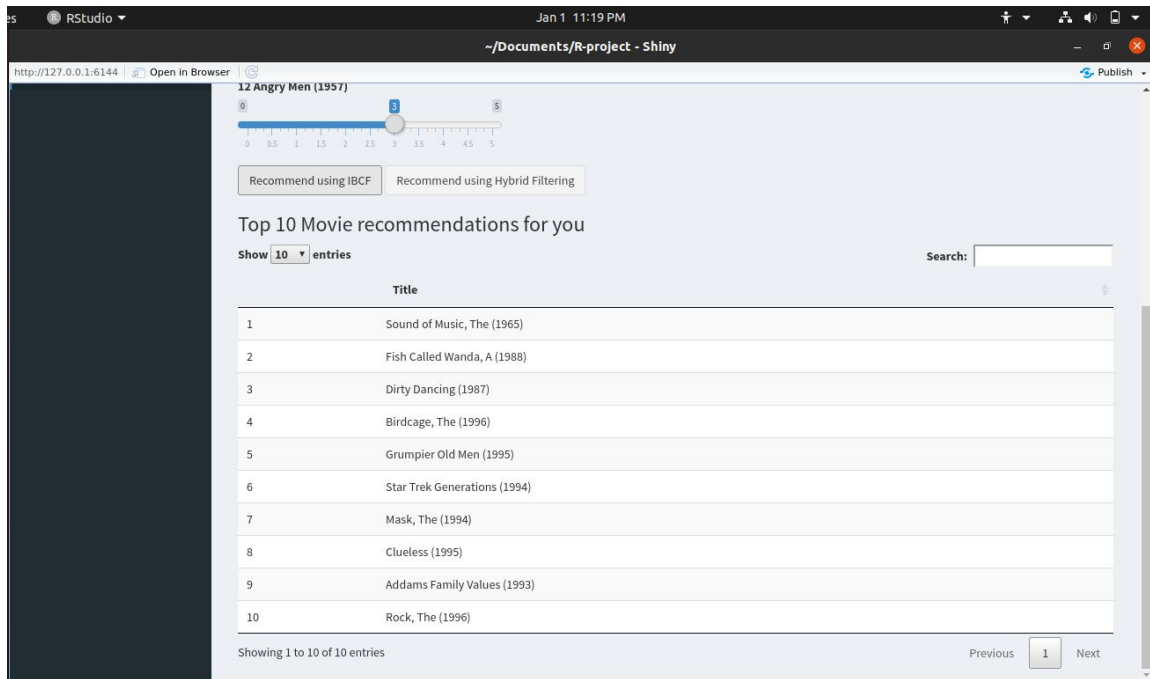 es RStudio Jan 1 11:19 PM
~/Documents/R-project - Shiny
http://127.0.0.1:6144 Open in Browser Publish
12 Angry Men (1957)
0 3 5
0 0.5 1 1.5 2 2.5 3 3.5 4 4.5 5
Recommend using IBCF Recommend using Hybrid Filtering
Top 10 Movie recommendations for you
Show 10 entries Search:
Title
1 Sound of Music, The (1965)
2 Fish Called Wanda, A (1988)
3 Dirty Dancing (1987)
4 Birdcage, The (1996)
5 Grumpier Old Men (1995)
6 Star Trek Generations (1994)
7 Mask, The (1994)
8 Clueless (1995)
9 Addams Family Values (1993)
10 Rock, The (1996)
Showing 1 to 10 of 10 entries Previous 1 Next